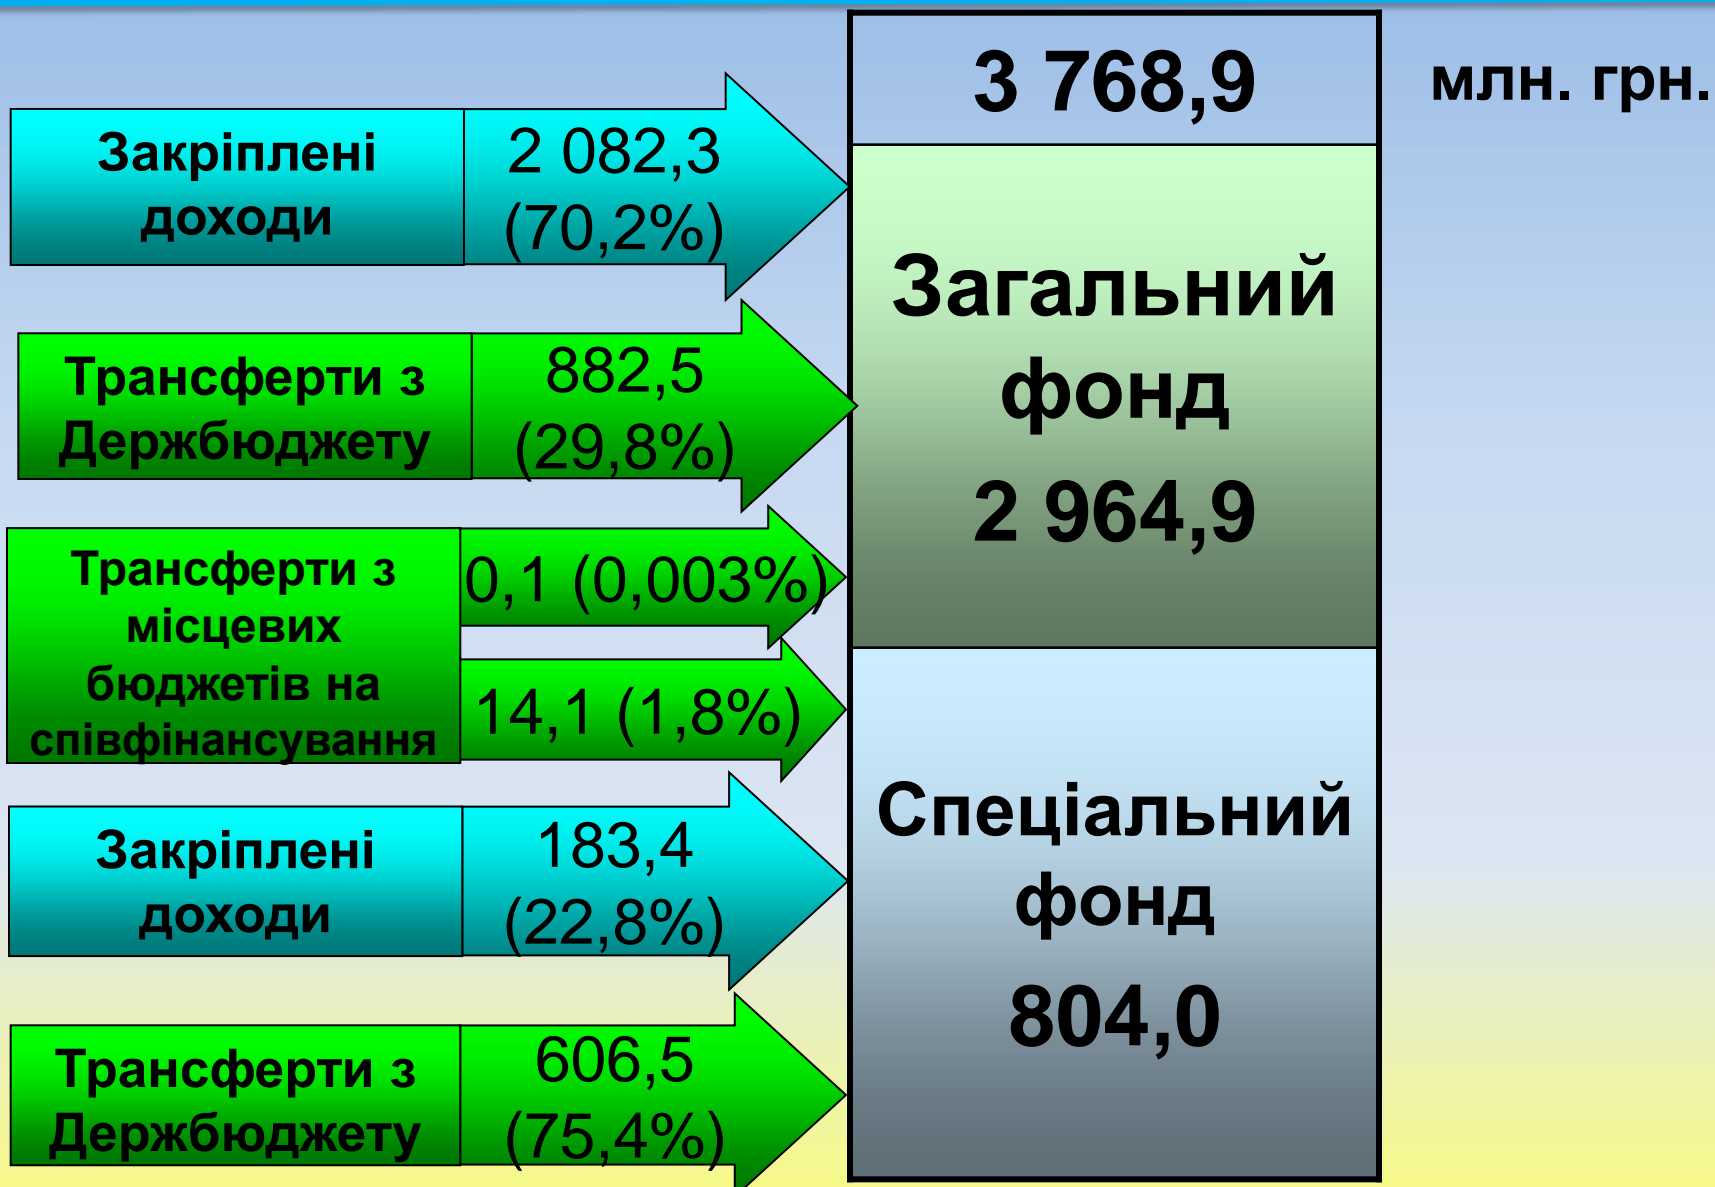 3 768,9
млн. грн.
Закріплені
доходи
2 082,3
(70,2%)
Загальний
фонд
2 964,9
Трансферти з
Держбюджету
882,5
(29,8%)
Трансферти з
місцевих
бюджетів на
співфінансування
0,1 (0,003%)
14,1 (1,8%)
Закріплені
доходи
183,4
(22,8%)
Спеціальний
фонд
804,0
Трансферти з
Держбюджету
606,5
(75,4%)